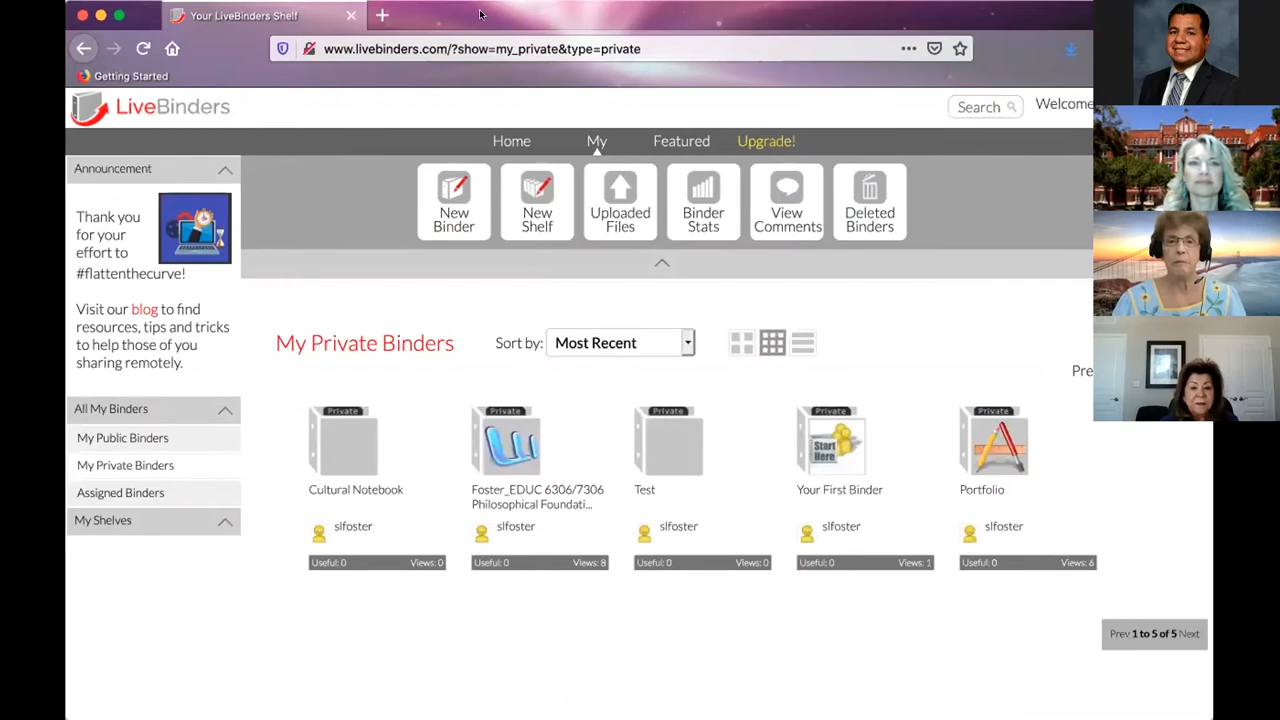 Your LiveBinders Shelf
www.livebinders.com/?show=my_private&type=private
Getting Started
LiveBinders
Search
Welcome
Home
My
Featured
Upgrade!
Announcement
New Binder
New Shelf
Uploaded Files
Binder Stats
View Comments
Deleted Binders
Thank you
for your
effort to
#flattenthecurve!
Visit our blog to find
resources, tips and tricks
to help those of you
sharing remotely.
My Private Binders
Sort by:
Most Recent
Pre
All My Binders
My Public Binders
My Private Binders
Assigned Binders
My Shelves
Private
Private
Private
Private
Private
Start
Here
Cultural Notebook
Foster_EDUC 6306/7306
Philosophical Foundati...
Test
Your First Binder
Portfolio
slfoster
slfoster
slfoster
slfoster
slfoster
Useful: 0 Views: 0
Useful: 0 Views: 8
Useful: 0 Views: 0
Useful: 0 Views: 1
Useful: 0 Views: 6
Prev 1 to 5 of 5 Next